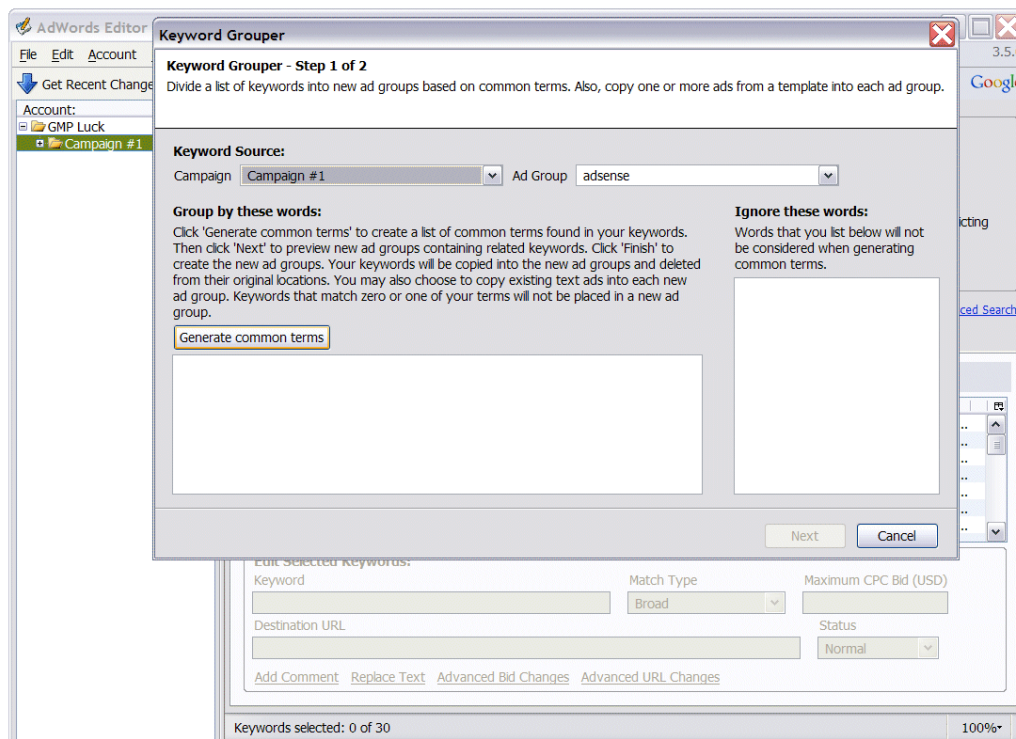 AdWords Editor
Keyword Grouper
File Edit Account
3.5.
Keyword Grouper - Step 1 of 2
Divide a list of keywords into new ad groups based on common terms. Also, copy one or more ads from a template into each ad group.
Get Recent Change
Google
Account:
GMP Luck
Campaign #1
Keyword Source:
Campaign Campaign #1 Ad Group adsense
Group by these words:
Click 'Generate common terms' to create a list of common terms found in your keywords.
Then click 'Next' to preview new ad groups containing related keywords. Click 'Finish' to
create the new ad groups. Your keywords will be copied into the new ad groups and deleted
from their original locations. You may also choose to copy existing text ads into each new
ad group. Keywords that match zero or one of your terms will not be placed in a new ad
group.
Ignore these words:
Words that you list below will not
be considered when generating
common terms.
icting
ced Search
Generate common terms
Next Cancel
Edit Selected Keywords:
Keyword Match Type Maximum CPC Bid (USD)
Broad
Destination URL Status
Normal
Add Comment Replace Text Advanced Bid Changes Advanced URL Changes
Keywords selected: 0 of 30 100%